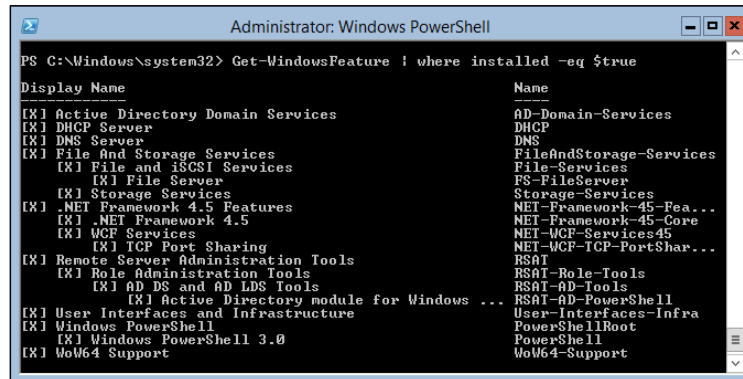 Administrator: Windows PowerShell
PS C:\Windows\system32> Get-WindowsFeature | where installed -eq $true
Display Name Name
------------ ----
[X] Active Directory Domain Services AD-Domain-Services
[X] DHCP Server DHCP
[X] DNS Server DNS
[X] File And Storage Services FileAndStorage-Services
[X] File and iSCSI Services File-Services
[X] File Server FS-FileServer
[X] Storage Services Storage-Services
[X] .NET Framework 4.5 Features NET-Framework-45-Fea...
[X] .NET Framework 4.5 NET-Framework-45-Core
[X] WCF Services NET-WCF-Services45
[X] TCP Port Sharing NET-WCF-TCP-PortShar...
[X] Remote Server Administration Tools RSAT
[X] Role Administration Tools RSAT-Role-Tools
[X] AD DS and AD LDS Tools RSAT-AD-Tools
[X] Active Directory module for Windows ... RSAT-AD-PowerShell
[X] User Interfaces and Infrastructure User-Interfaces-Infra
[X] Windows PowerShell PowerShellRoot
[X] Windows PowerShell 3.0 PowerShell
[X] WoW64 Support WoW64-Support